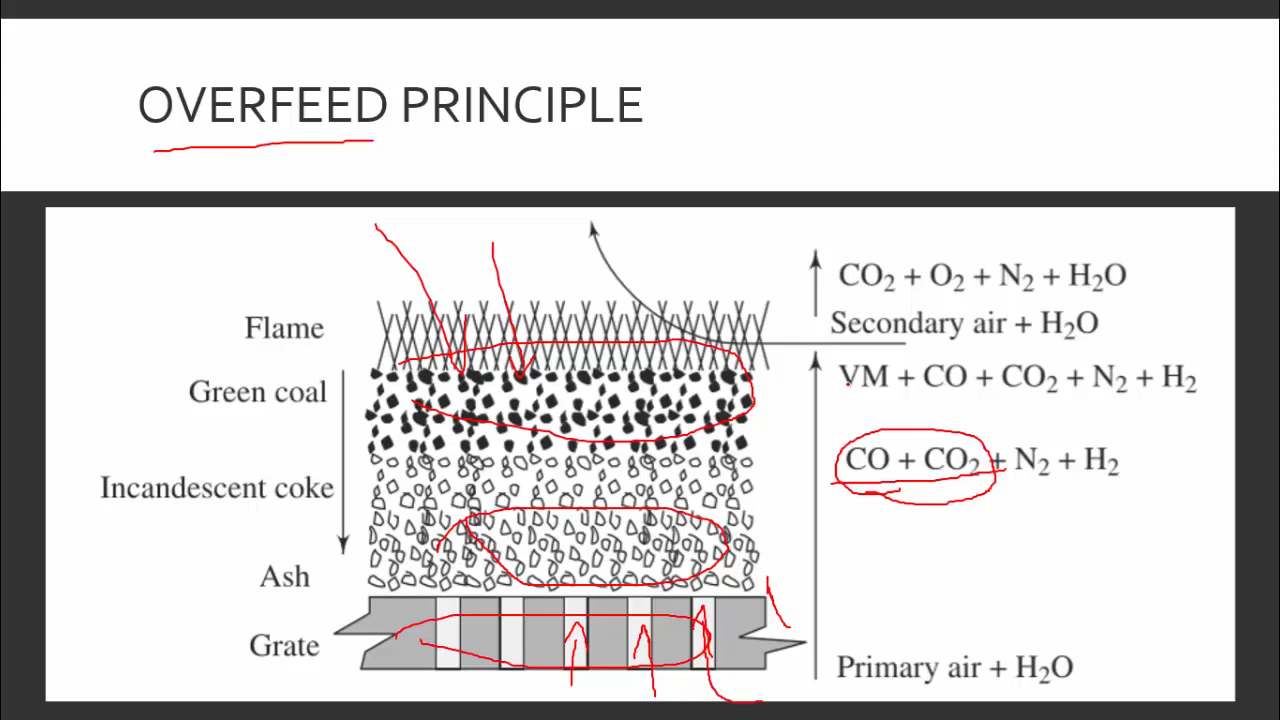 OVERFEED PRINCIPLE
CO₂ + O₂ + N₂ + H₂O
Flame
Secondary air + H₂O
Green coal
VM + CO + CO₂ + N₂ + H₂
CO + CO₂ + N₂ + H₂
Incandescent coke
Ash
Grate
Primary air + H₂O